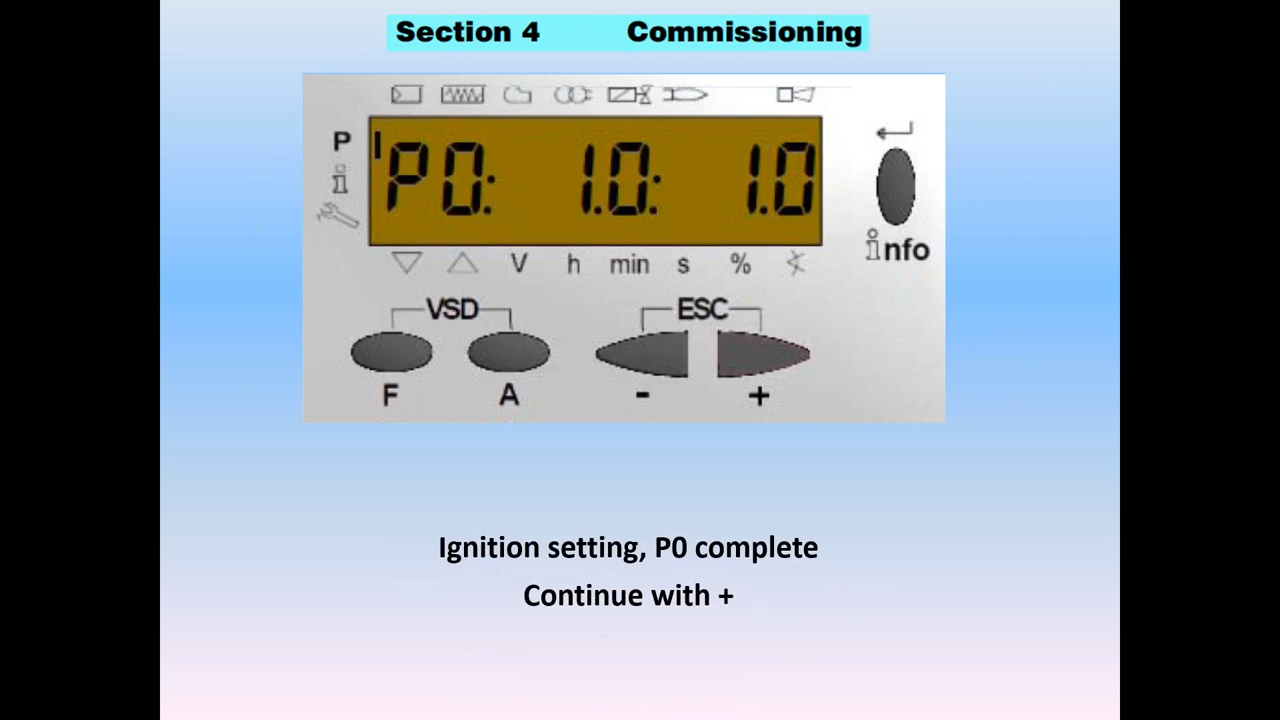 Section 4 Commissioning
P
P0: 1.0: 1.0
i
info
V h min s %
VSD ESC
F A - +
Ignition setting, P0 complete
Continue with +